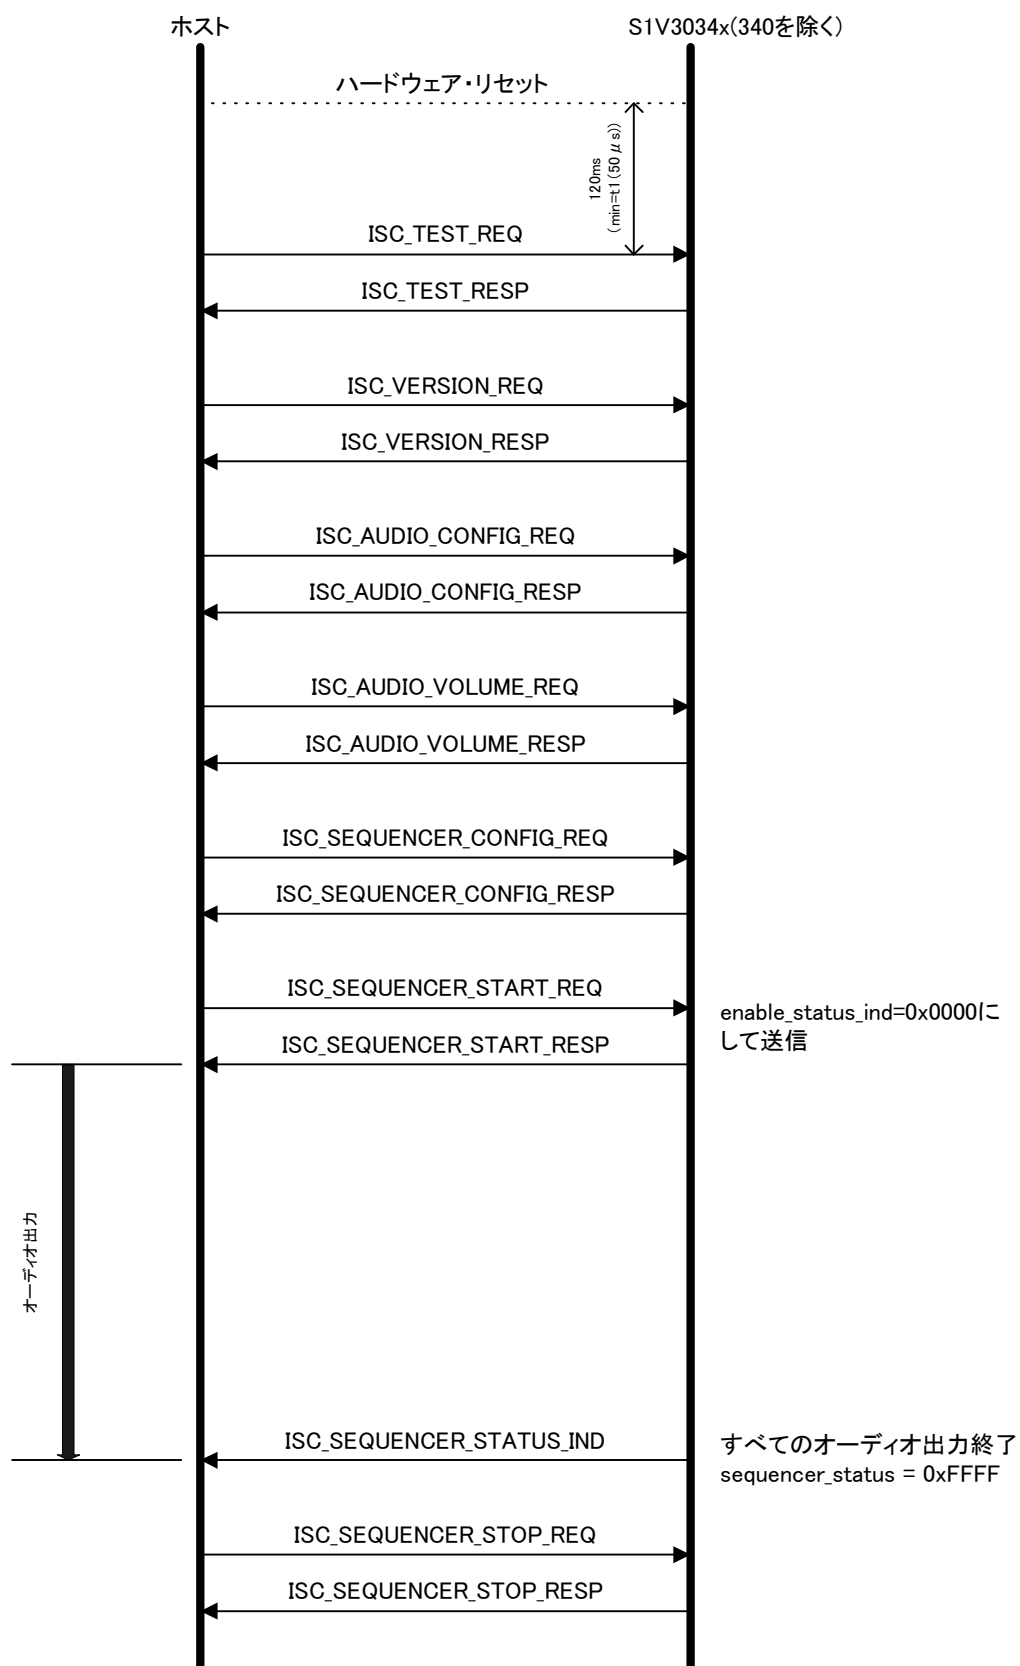 ホスト
S1V3034x(340を除く)
ハードウェア・リセット
120ms
(min=t1(50μs))
ISC_TEST_REQ
ISC_TEST_RESP
ISC_VERSION_REQ
ISC_VERSION_RESP
ISC_AUDIO_CONFIG_REQ
ISC_AUDIO_CONFIG_RESP
ISC_AUDIO_VOLUME_REQ
ISC_AUDIO_VOLUME_RESP
ISC_SEQUENCER_CONFIG_REQ
ISC_SEQUENCER_CONFIG_RESP
ISC_SEQUENCER_START_REQ
enable_status_ind=0x0000に
して送信
ISC_SEQUENCER_START_RESP
オーディオ出力
ISC_SEQUENCER_STATUS_IND
すべてのオーディオ出力終了
sequencer_status = 0xFFFF
ISC_SEQUENCER_STOP_REQ
ISC_SEQUENCER_STOP_RESP